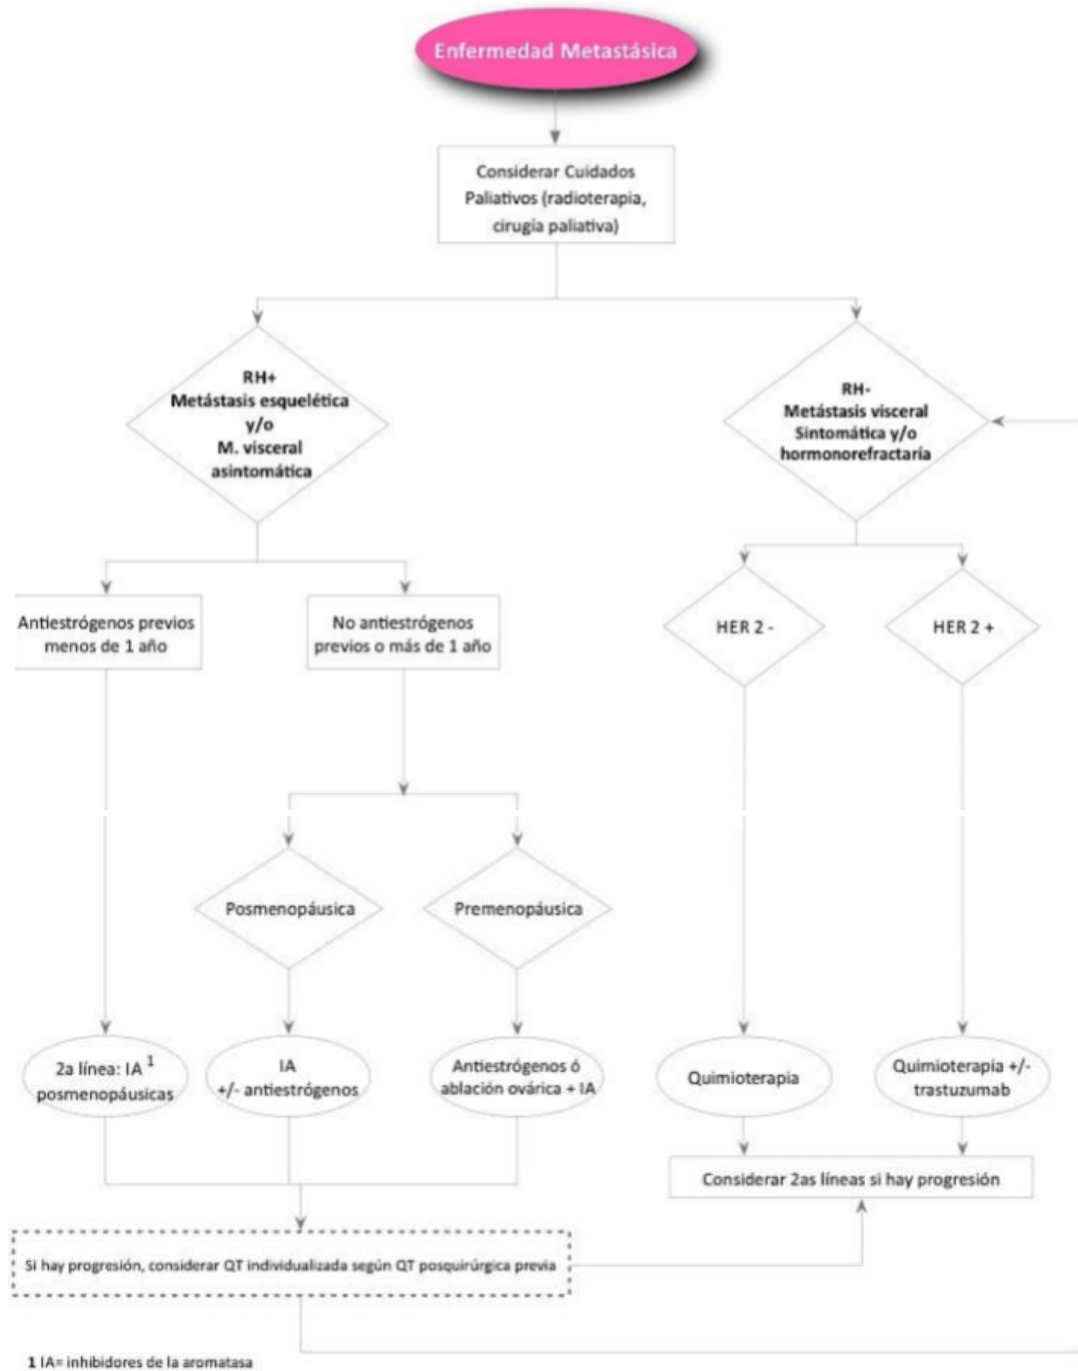 Enfermedad Metastásica
Considerar Cuidados
Paliativos (radioterapia,
cirugía paliativa)
RH+
Metástasis esquelética
y/o
M. visceral
asintomática
RH-
Metástasis visceral
Sintomática y/o
hormonorefractaria
Antiestrógenos previos
menos de 1 año
No antiestrógenos
previos o más de 1 año
HER 2 -
HER 2 +
Posmenopáusica
Premenopáusica
2a línea: IA 1
posmenopáusicas
IA
+/- antiestrógenos
Antiestrógenos ó
ablación ovárica + IA
Quimioterapia
Quimioterapia +/-
trastuzumab
Considerar 2as líneas si hay progresión
Si hay progresión, considerar QT individualizada según QT posquirúrgica previa
1 IA= inhibidores de la aromatasa